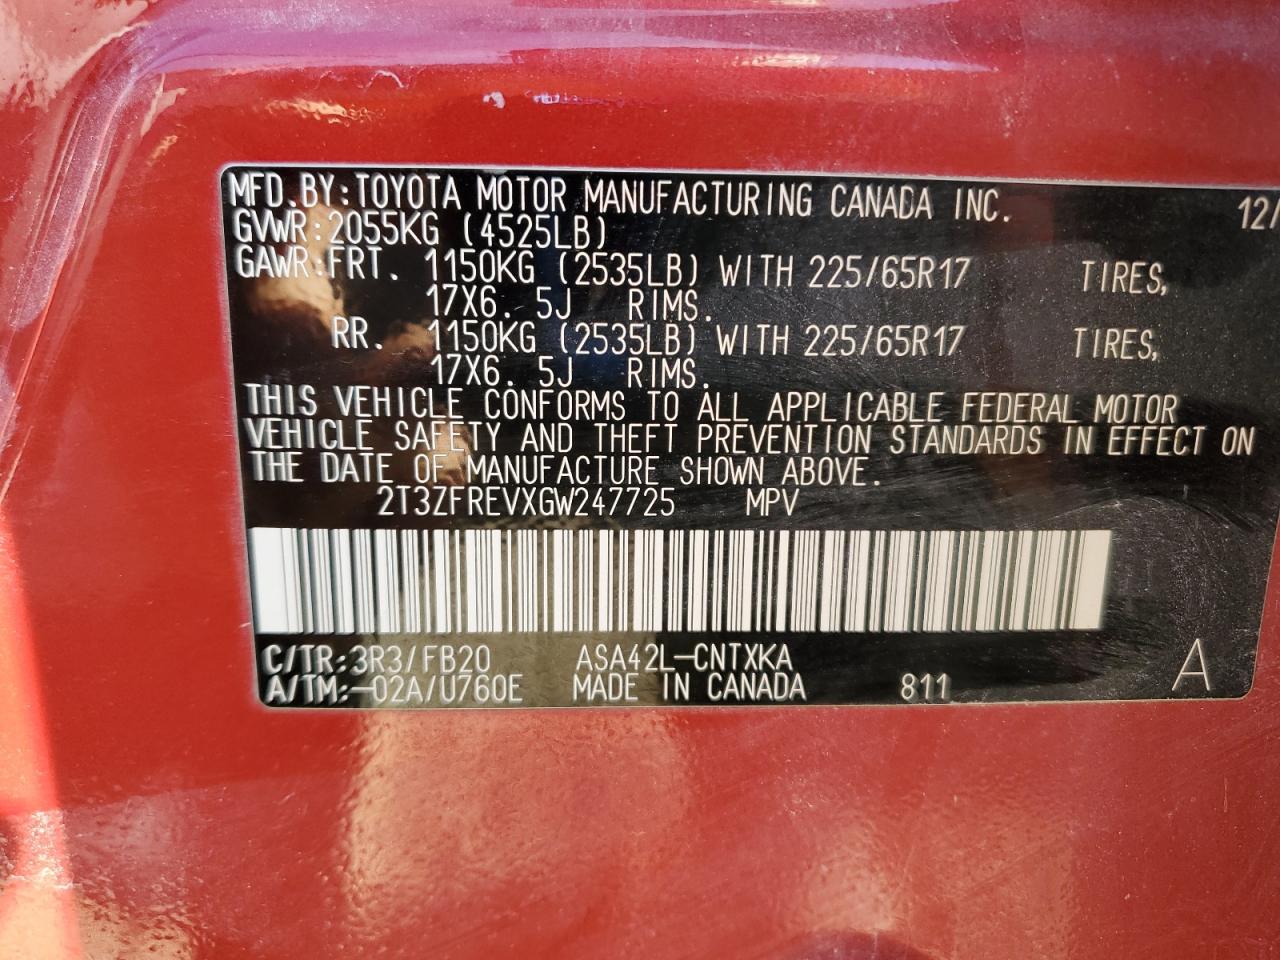 MFD.BY:TOYOTA MOTOR MANUFACTURING CANADA INC. 12/
GVWR:2055KG (4525LB)
GAWR:FRT. 1150KG (2535LB) WITH 225/65R17 TIRES,
17X6. 5J RIMS.
RR. 1150KG (2535LB) WITH 225/65R17 TIRES,
17X6. 5J RIMS.
THIS VEHICLE CONFORMS TO ALL APPLICABLE FEDERAL MOTOR
VEHICLE SAFETY AND THEFT PREVENTION STANDARDS IN EFFECT ON
THE DATE OF MANUFACTURE SHOWN ABOVE.
2T3ZFREVXGW247725 MPV
C/TR:3R3/FB20 ASA42L-CNTXKA A
A/TM:-02A/U760E MADE IN CANADA 811